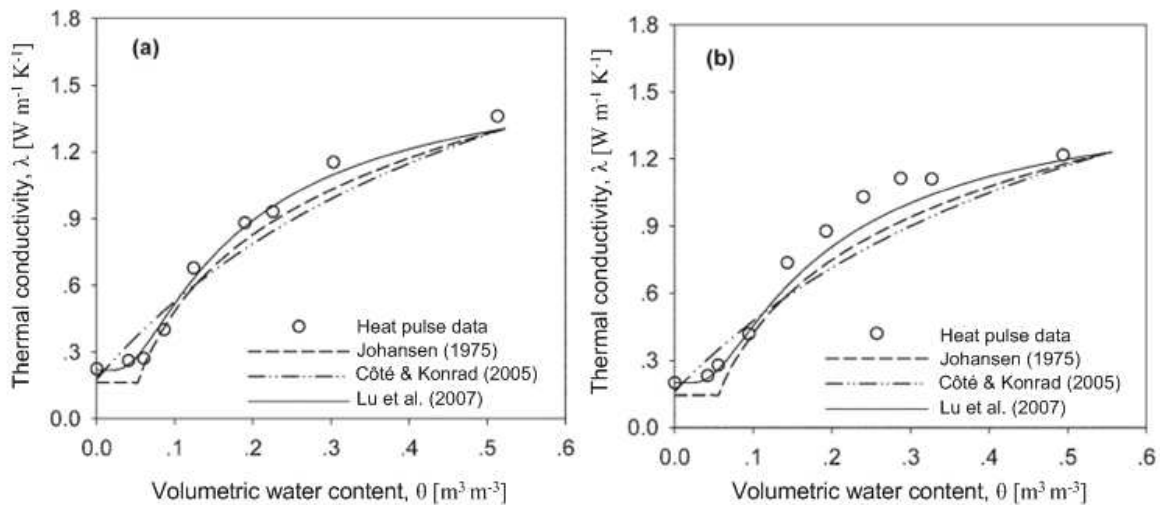 (a)
Thermal conductivity, λ [W m⁻¹ K⁻¹]
1.8
1.5
1.2
.9
.6
.3
0.0
0.0 .1 .2 .3 .4 .5 .6
Volumetric water content, θ [m³ m⁻³]
Heat pulse data
Johansen (1975)
Côté & Konrad (2005)
Lu et al. (2007)
(b)
Thermal conductivity, λ [W m⁻¹ K⁻¹]
1.8
1.5
1.2
.9
.6
.3
0.0
0.0 .1 .2 .3 .4 .5 .6
Volumetric water content, θ [m³ m⁻³]
Heat pulse data
Johansen (1975)
Côté & Konrad (2005)
Lu et al. (2007)